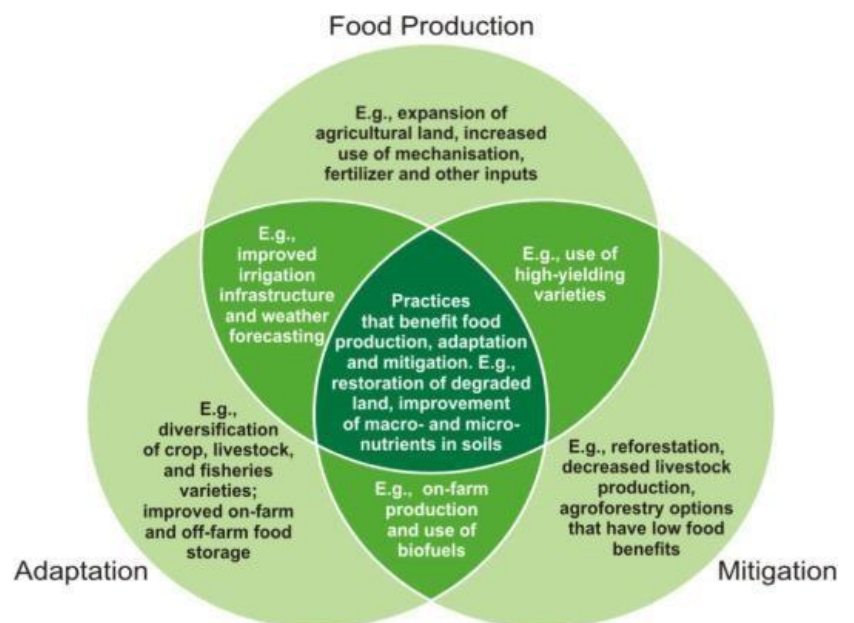 Food Production
E.g., expansion of
agricultural land, increased
use of mechanisation,
fertilizer and other inputs
E.g.,
improved
irrigation
infrastructure
and weather
forecasting
E.g., use of
high-yielding
varieties
Practices
that benefit food
production, adaptation
and mitigation. E.g.,
restoration of degraded
land, improvement
of macro- and micro-
nutrients in soils
E.g.,
diversification
of crop, livestock,
and fisheries
varieties;
improved on-farm
and off-farm food
storage
E.g., on-farm
production
and use of
biofuels
E.g., reforestation,
decreased livestock
production,
agroforestry options
that have low food
benefits
Adaptation
Mitigation